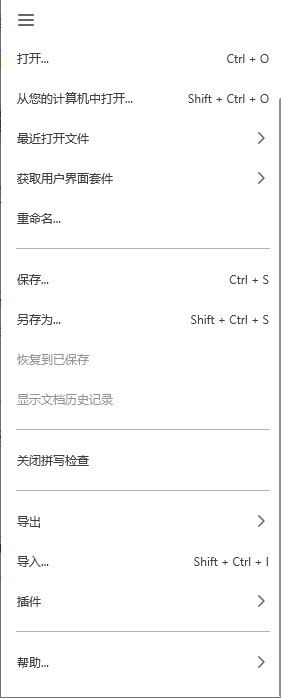 打开... Ctrl + O
从您的计算机中打开... Shift + Ctrl + O
最近打开文件
获取用户界面套件
重命名...
保存... Ctrl + S
另存为... Shift + Ctrl + S
恢复到已保存
显示文档历史记录
关闭拼写检查
导出
导入... Shift + Ctrl + I
插件
帮助...